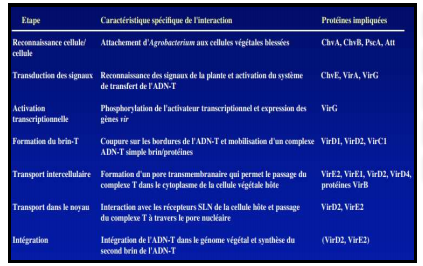 Etape Caractéristique spécifique de l'interaction Protéines impliquées
Reconnaissance cellule/ Attachement d'Agrobacterium aux cellules végétales blessées ChvA, ChvB, PscA, Att
cellule
Transduction des signaux Reconnaissance des signaux de la plante et activation du système ChvE, VirA, VirG
de transfert de l'ADN-T
Activation Phosphorylation de l'activateur transcriptionnel et expression des VirG
transcriptionnelle gènes vir
Formation du brin-T Coupure sur les bordures de l'ADN-T et mobilisation d'un complexe VirD1, VirD2, VirC1
ADN-T simple brin/protéines
Transport intercellulaire Formation d'un pore transmembranaire qui permet le passage du VirE2, VirE1, VirD2, VirD4,
complexe T dans le cytoplasme de la cellule végétale hôte protéines VirB
Transport dans le noyau Interaction avec les récepteurs SLN de la cellule hôte et passage VirD2, VirE2
du complexe T à travers le pore nucléaire
Intégration Intégration de l'ADN-T dans le génome végétal et synthèse du (VirD2, VirE2)
second brin de l'ADN-T